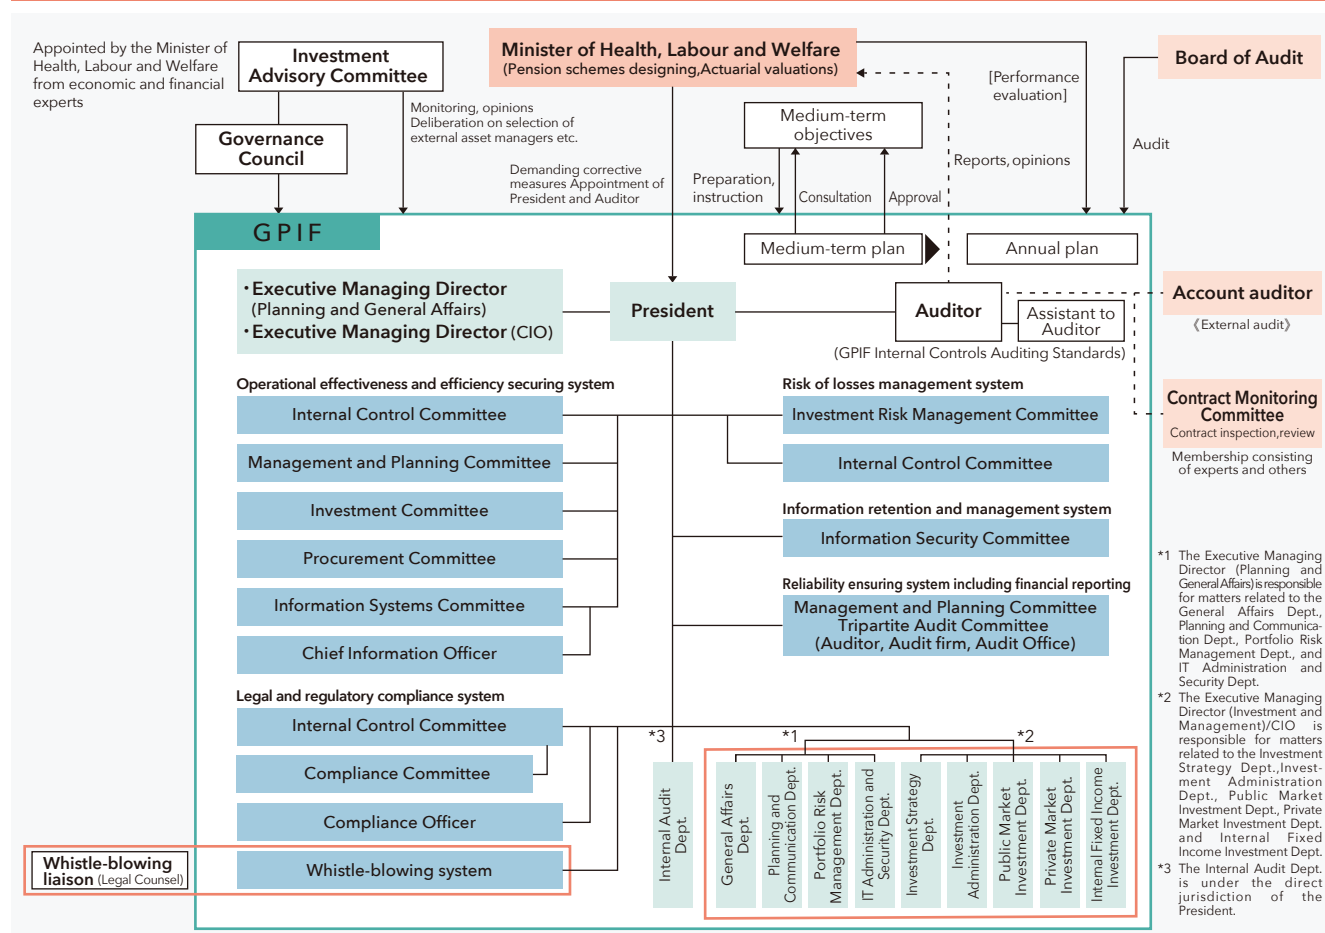 Appointed by the Minister of
Health, Labour and Welfare
from economic and financial
experts
Investment
Advisory Committee
Governance
Council
Monitoring, opinions
Deliberation on selection of
external asset managers etc.
Minister of Health, Labour and Welfare
(Pension schemes designing,Actuarial valuations)
Demanding corrective
measures Appointment of
President and Auditor
Medium-term
objectives
Preparation,
instruction
Consultation
Approval
Reports, opinions
[Performance
evaluation]
Board of Audit
Audit
GPIF
Medium-term plan
Annual plan
・Executive Managing Director
(Planning and General Affairs)
・Executive Managing Director (CIO)
President
Auditor
Assistant to
Auditor
(GPIF Internal Controls Auditing Standards)
Account auditor
《External audit》
Contract Monitoring
Committee
Contract inspection,review
Membership consisting
of experts and others
Operational effectiveness and efficiency securing system
Internal Control Committee
Management and Planning Committee
Investment Committee
Procurement Committee
Information Systems Committee
Chief Information Officer
Legal and regulatory compliance system
Internal Control Committee
Compliance Committee
Compliance Officer
Whistle-blowing system
Whistle-blowing
liaison (Legal Counsel)
Risk of losses management system
Investment Risk Management Committee
Internal Control Committee
Information retention and management system
Information Security Committee
Reliability ensuring system including financial reporting
Management and Planning Committee
Tripartite Audit Committee
(Auditor, Audit firm, Audit Office)
*3
*1
*2
Internal Audit
Dept.
General Affairs
Dept.
Planning and
Communication Dept.
Portfolio Risk
Management Dept.
IT Administration and
Security Dept.
Investment Strategy
Dept.
Investment
Administration Dept.
Public Market
Investment Dept.
Private Market
Investment Dept.
Internal Fixed Income
Investment Dept.
*1 The Executive Managing
Director (Planning and
General Affairs) is responsible
for matters related to the
General Affairs Dept.,
Planning and Communica-
tion Dept., Portfolio Risk
Management Dept., and
IT Administration and
Security Dept.
*2 The Executive Managing
Director (Investment and
Management)/CIO is
responsible for matters
related to the Investment
Strategy Dept.,Invest-
ment Administration
Dept., Public Market
Investment Dept., Private
Market Investment Dept.
and Internal Fixed
Income Investment Dept.
*3 The Internal Audit Dept.
is under the direct
jurisdiction of the
President.